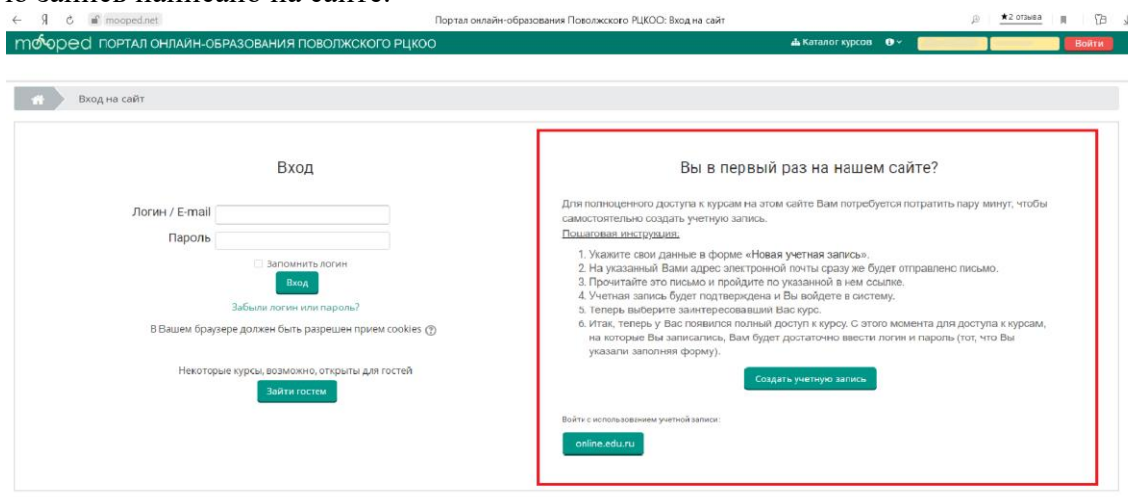 запись написано на сайте.
mooped.net
Портал онлайн-образования Поволжского РЦКОО: Вход на сайт
★2 отзыва
mooped ПОРТАЛ ОНЛАЙН-ОБРАЗОВАНИЯ ПОВОЛЖСКОГО РЦКОО
Каталог курсов
Войти
Вход на сайт
Вход
Логин / E-mail
Пароль
Запомнить логин
Вход
Забыли логин или пароль?
В Вашем браузере должен быть разрешен прием cookies
Некоторые курсы, возможно, открыты для гостей
Зайти гостем
Вы в первый раз на нашем сайте?
Для полноценного доступа к курсам на этом сайте Вам потребуется потратить пару минут, чтобы
самостоятельно создать учетную запись.
Пошаговая инструкция:
1. Укажите свои данные в форме «Новая учетная запись».
2. На указанный Вами адрес электронной почты сразу же будет отправлено письмо.
3. Прочитайте это письмо и пройдите по указанной в нем ссылке.
4. Учетная запись будет подтверждена и Вы войдете в систему.
5. Теперь выберите заинтересовавший Вас курс.
6. Итак, теперь у Вас появился полный доступ к курсу. С этого момента для доступа к курсам,
на которые Вы записались, Вам будет достаточно ввести логин и пароль (тот, что Вы
указали заполняя форму).
Создать учетную запись
Войти с использованием учетной записи:
online.edu.ru